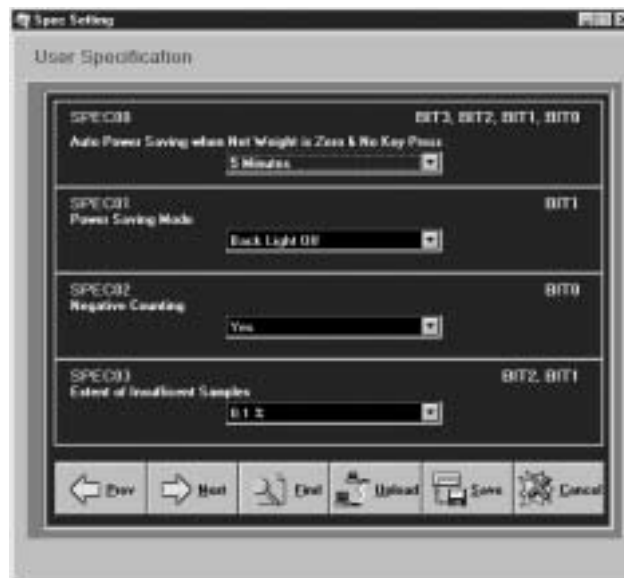 Spec Setting
User Specification
SPEC00 BIT3, BIT2, BIT1, BIT0
Auto Power Saving when Net Weight is Zero & No Key Press
5 Minutes
SPEC01 BIT1
Power Saving Mode
Back Light Off
SPEC02 BIT0
Negative Counting
Yes
SPEC03 BIT2, BIT1
Extent of Insufficent Samples
0.1 %
Prev Next Find Upload Save Cancel